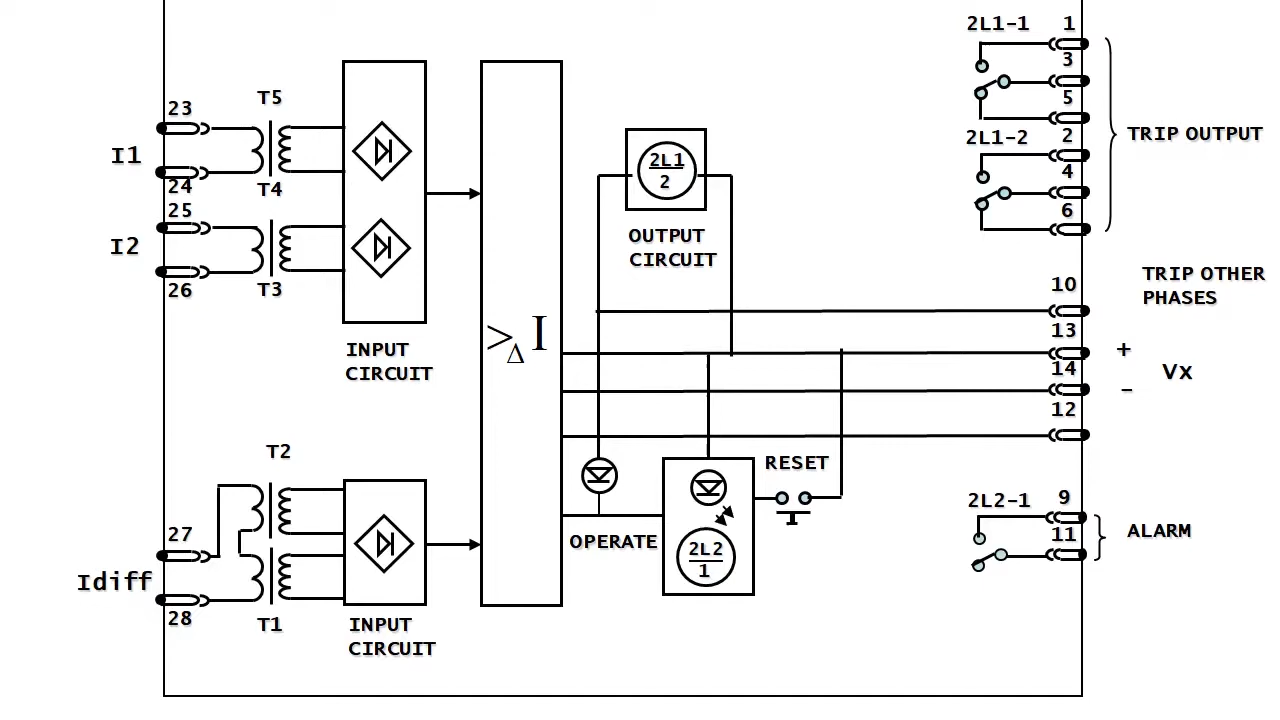 2L1-1
1
3
5
2L1-2
2
4
6
TRIP OUTPUT
23
T5
I1
24
T4
25
I2
26
T3
INPUT
CIRCUIT
2L1
2
OUTPUT
CIRCUIT
>Δ I
TRIP OTHER
PHASES
10
13
+
14
Vx
-
12
T2
27
Idiff
28
T1
INPUT
CIRCUIT
OPERATE
2L2
1
RESET
2L2-1
9
11
ALARM